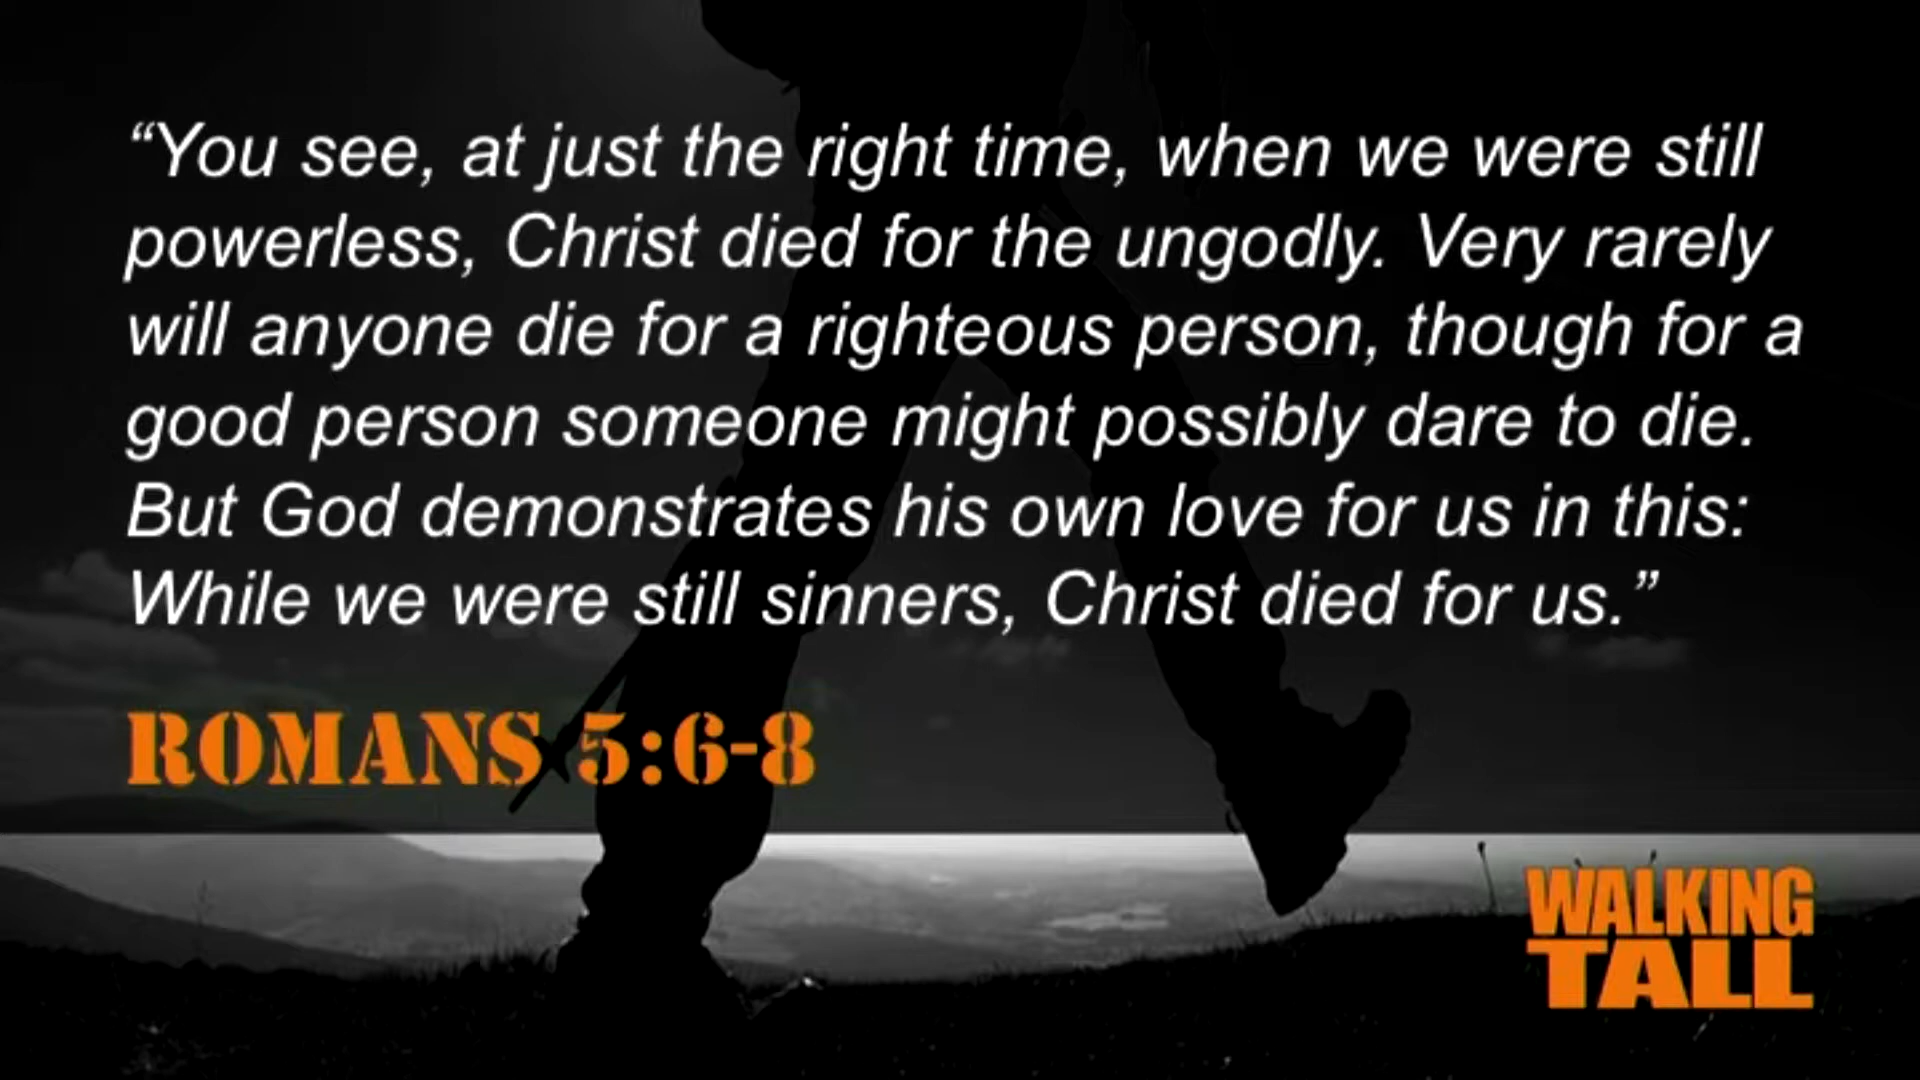 “You see, at just the right time, when we were still
powerless, Christ died for the ungodly. Very rarely
will anyone die for a righteous person, though for a
good person someone might possibly dare to die.
But God demonstrates his own love for us in this:
While we were still sinners, Christ died for us.”
ROMANS 5:6-8
WALKING
TALL